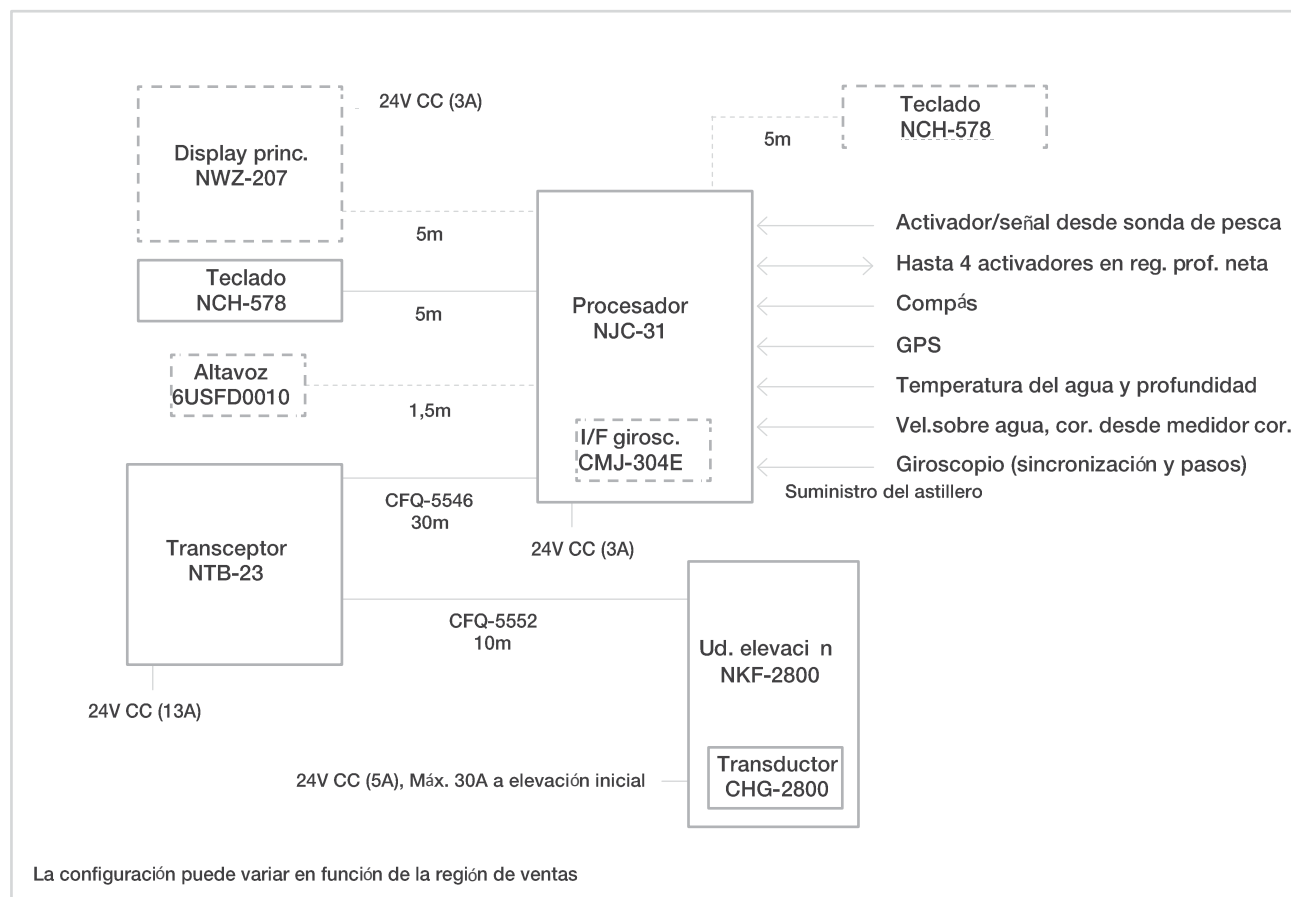 24V CC (3A)
Display princ.
NWZ-207
5m
Teclado
NCH-578
5m
Teclado
NCH-578
5m
Altavoz
6USFD0010
1,5m
Procesador
NJC-31
I/F girosc.
CMJ-304E
24V CC (3A)
Activador/señal desde sonda de pesca
Hasta 4 activadores en reg. prof. neta
Compás
GPS
Temperatura del agua y profundidad
Vel.sobre agua, cor. desde medidor cor.
Giroscopio (sincronización y pasos)
Suministro del astillero
CFQ-5546
30m
Transceptor
NTB-23
24V CC (13A)
CFQ-5552
10m
Ud. elevaci n
NKF-2800
Transductor
CHG-2800
24V CC (5A), Máx. 30A a elevación inicial
La configuración puede variar en función de la región de ventas